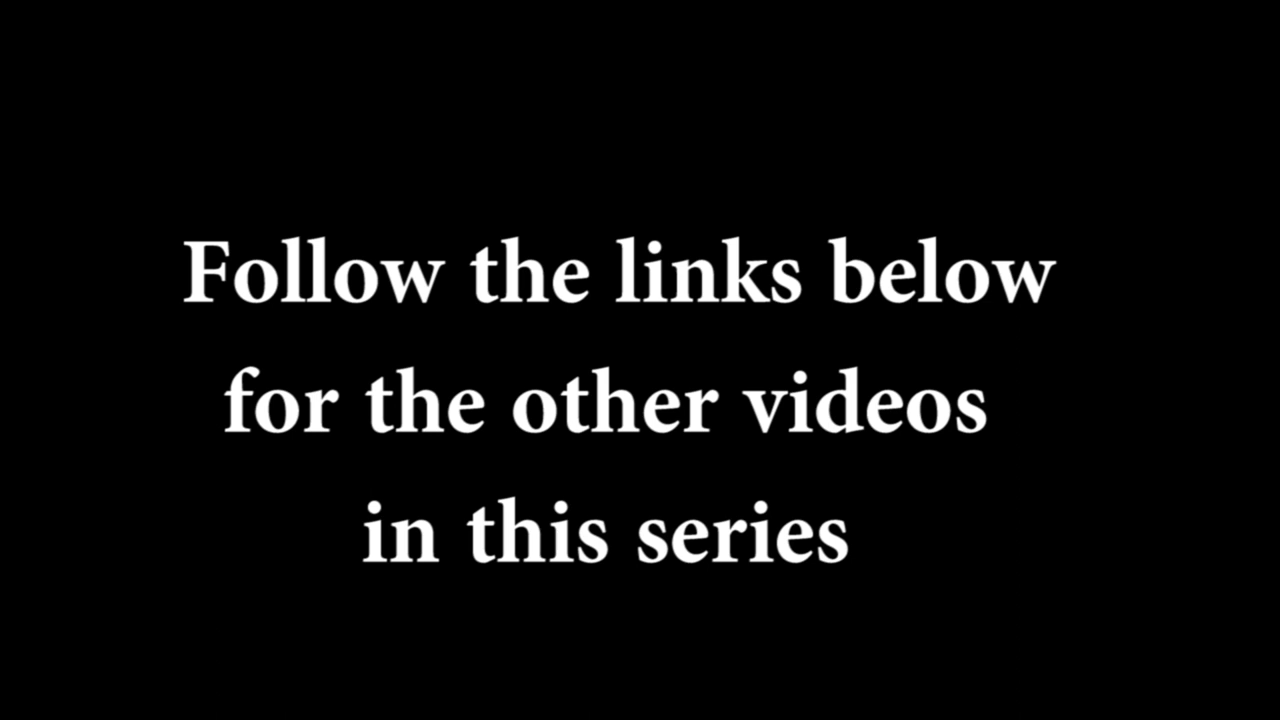 Follow the links below
for the other videos
in this series